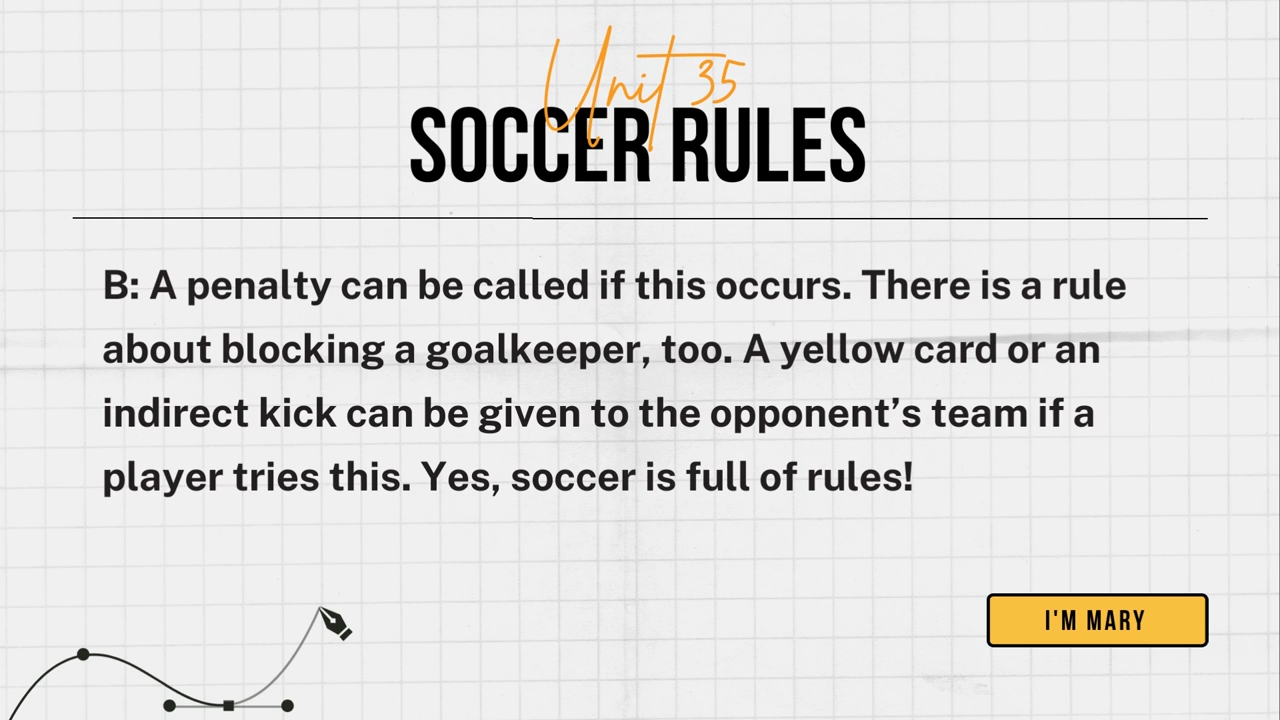 Unit 35
SOCCER RULES
B: A penalty can be called if this occurs. There is a rule
about blocking a goalkeeper, too. A yellow card or an
indirect kick can be given to the opponent’s team if a
player tries this. Yes, soccer is full of rules!
I'M MARY